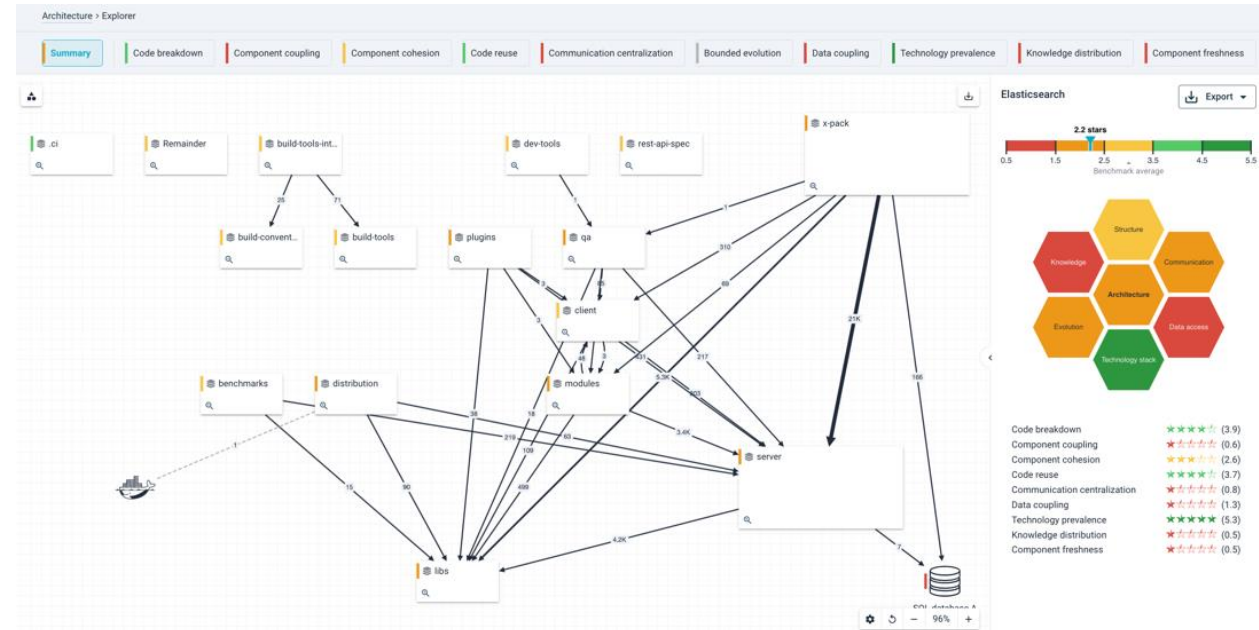 Architecture > Explorer
Summary
Code breakdown
Component coupling
Component cohesion
Code reuse
Communication centralization
Bounded evolution
Data coupling
Technology prevalence
Knowledge distribution
Component freshness
Elasticsearch
Export
2.2 stars
0.5 1.5 2.5 3.5 4.5 5.5
Benchmark average
x-pack
.ci
Remainder
build-tools-int...
dev-tools
rest-api-spec
25
71
1
1
build-convent...
build-tools
plugins
qa
310
3
69
client
3
21K
Structure
Knowledge
Communication
Architecture
Evolution
Data access
Technology stack
46
3
431
217
5.3K
166
benchmarks
distribution
modules
903
38
18
3.4K
219
63
1
109
server
15
90
499
4.2K
7
libs
96%
Code breakdown (3.9)
Component coupling (0.6)
Component cohesion (2.6)
Code reuse (3.7)
Communication centralization (0.8)
Data coupling (1.3)
Technology prevalence (5.3)
Knowledge distribution (0.5)
Component freshness (0.5)